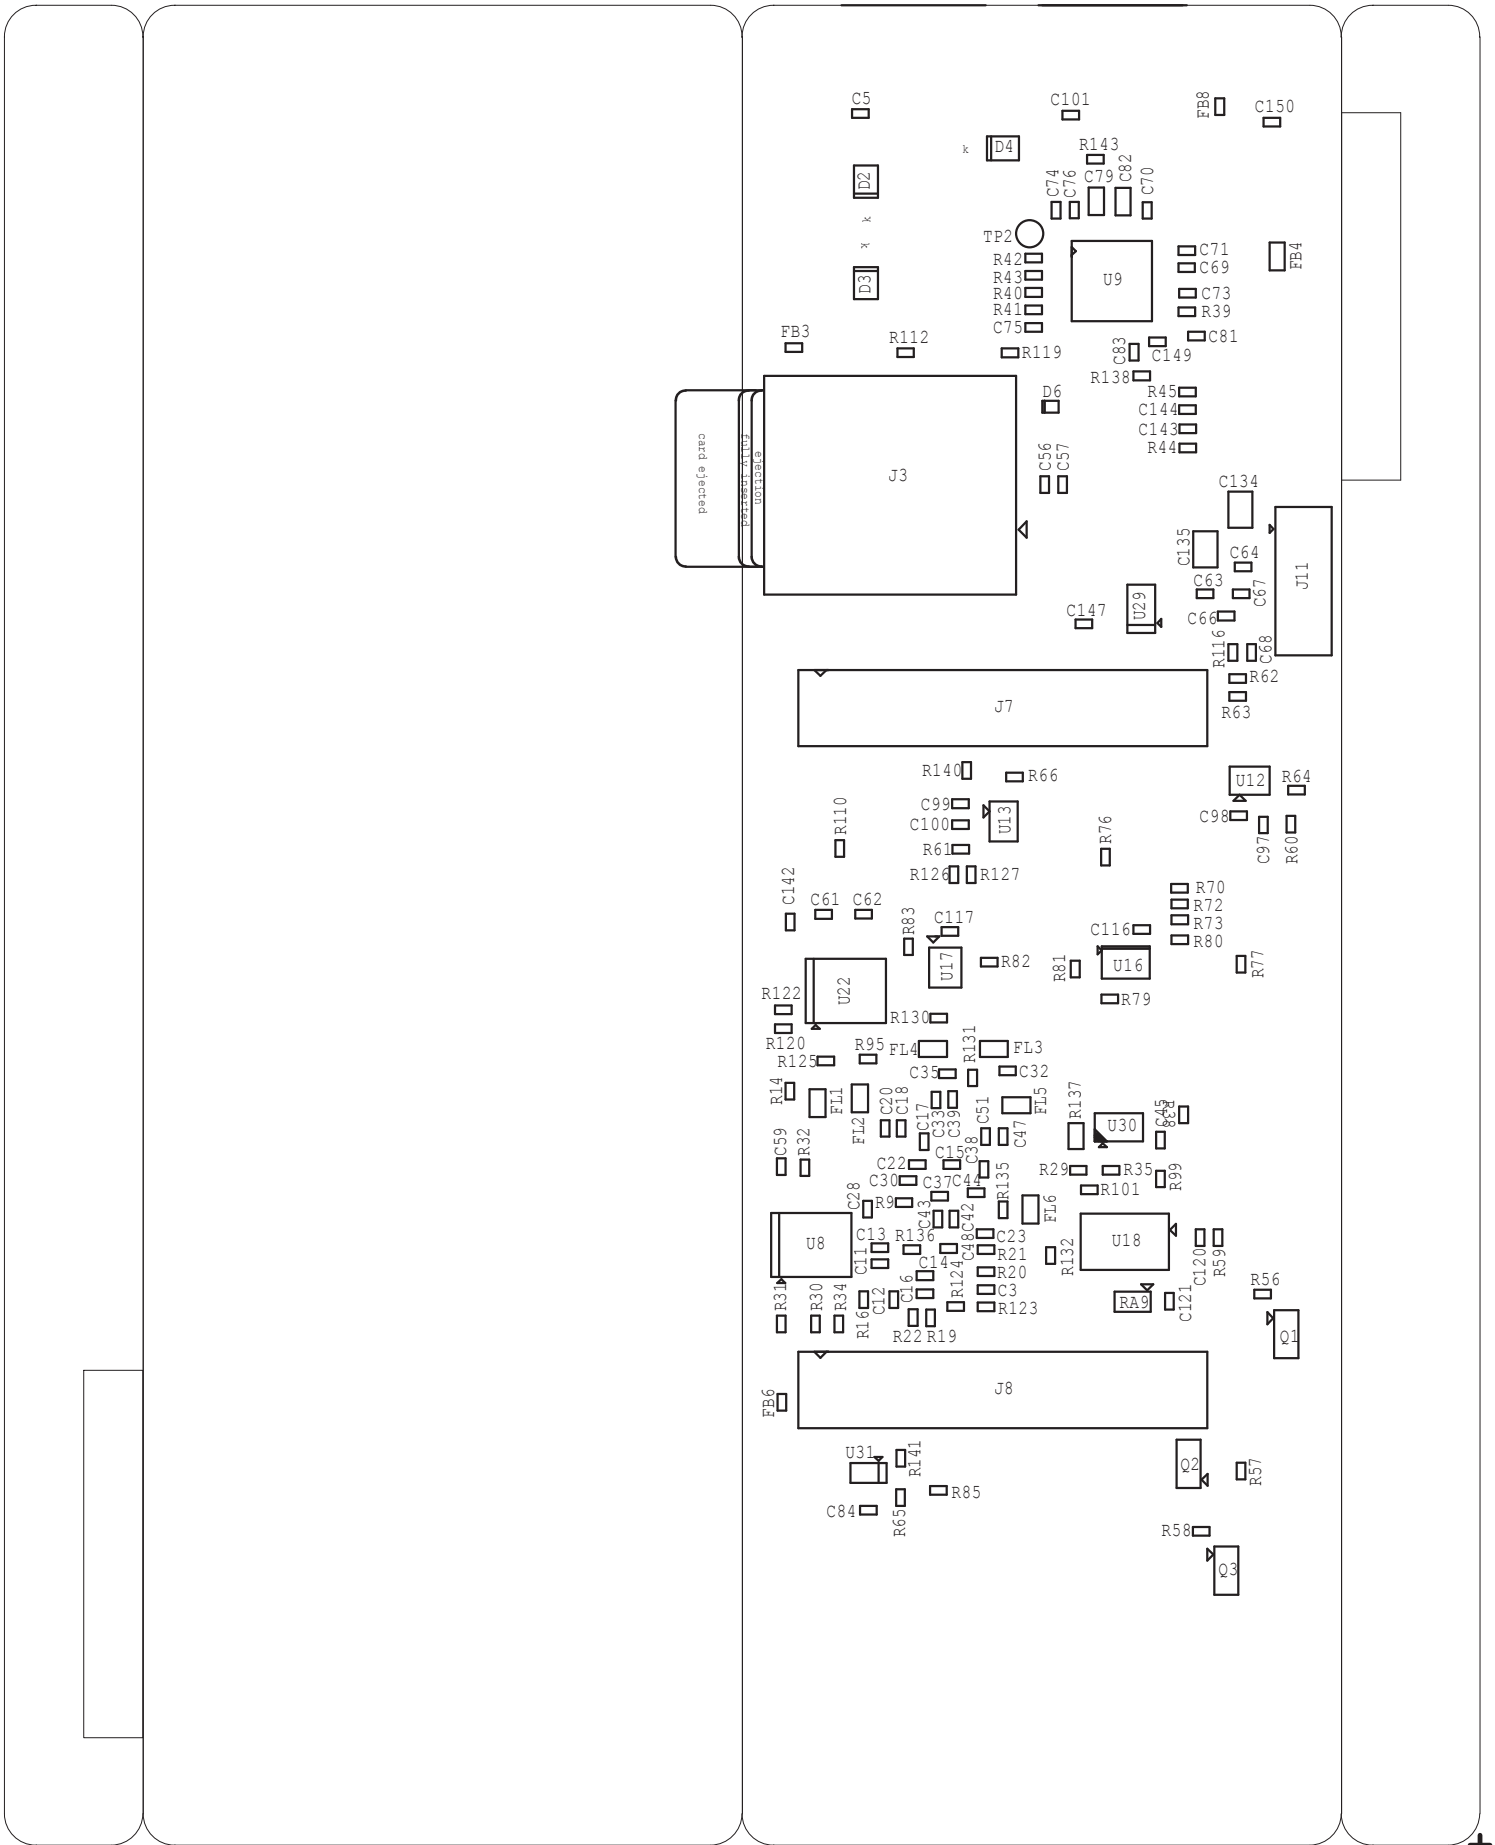 C5
C101
FB8
C150
k
D4
R143
D2
C74
C76
C79
C82
C70
k
k
TP2
R42
R43
R40
R41
C75
U9
C71
C69
C73
R39
FB4
D3
FB3
R112
R119
C83
C149
C81
R138
D6
R45
C144
C143
R44
card ejected
fully inserted
ejection
J3
C56
C57
C134
C135
C64
J11
C63
C67
C147
U29
C66
R116
C68
R62
R63
J7
R140
R66
U12
R64
C99
C100
U13
R110
R61
R76
C98
C97
R60
R126
R127
C142
C61
C62
R83
C117
R70
R72
R73
R80
C116
U22
U17
R82
R81
U16
R77
R79
R122
R120
R130
R125
R95
FL4
R131
FL3
C35
C32
R14
FL1
FL2
C20
C18
C17
C33
C39
C51
C47
FL5
R137
U30
C45
R38
C59
R32
C22
C15
C38
C30
C37
C44
R135
R29
R35
R99
R101
C28
R9
C43
C42
FL6
U8
C13
C11
R136
C14
C48
C23
R21
R20
C3
R123
R132
U18
C120
R59
R124
C16
C12
R31
R30
R34
R16
R22
R19
RA9
C121
R56
Q1
J8
FB6
U31
R141
Q2
R57
R85
C84
R65
R58
Q3